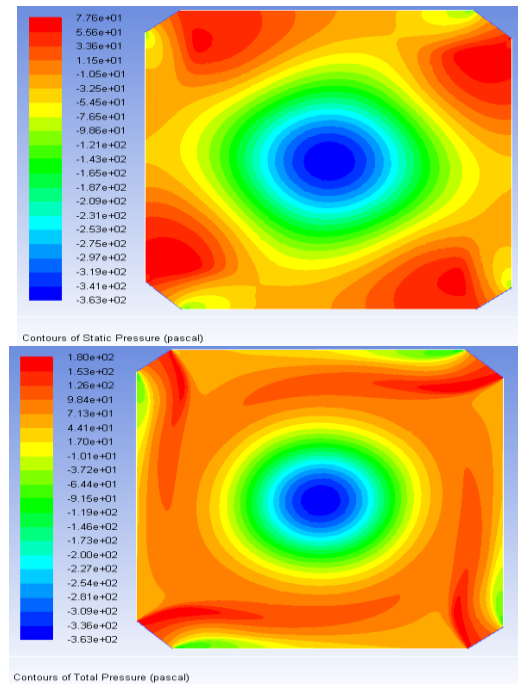 7.76e+01
5.56e+01
3.36e+01
1.15e+01
-1.05e+01
-3.25e+01
-5.45e+01
-7.65e+01
-9.86e+01
-1.21e+02
-1.43e+02
-1.65e+02
-1.87e+02
-2.09e+02
-2.31e+02
-2.53e+02
-2.75e+02
-2.97e+02
-3.19e+02
-3.41e+02
-3.63e+02
Contours of Static Pressure (pascal)
1.80e+02
1.53e+02
1.26e+02
9.84e+01
7.13e+01
4.41e+01
1.70e+01
-1.01e+01
-3.72e+01
-6.44e+01
-9.15e+01
-1.19e+02
-1.46e+02
-1.73e+02
-2.00e+02
-2.27e+02
-2.54e+02
-2.81e+02
-3.09e+02
-3.36e+02
-3.63e+02
Contours of Total Pressure (pascal)